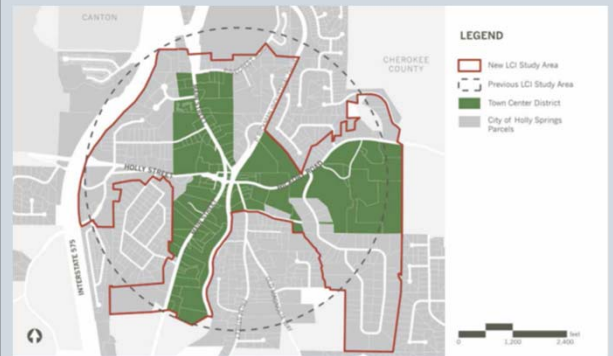 CANTON
CHEROKEE
COUNTY
HOLLY STREET
INTERSTATE 575
LEGEND
New LCI Study Area
Previous LCI Study Area
Town Center District
City of Holly Springs
Parcels
0
1,200
2,400
feet